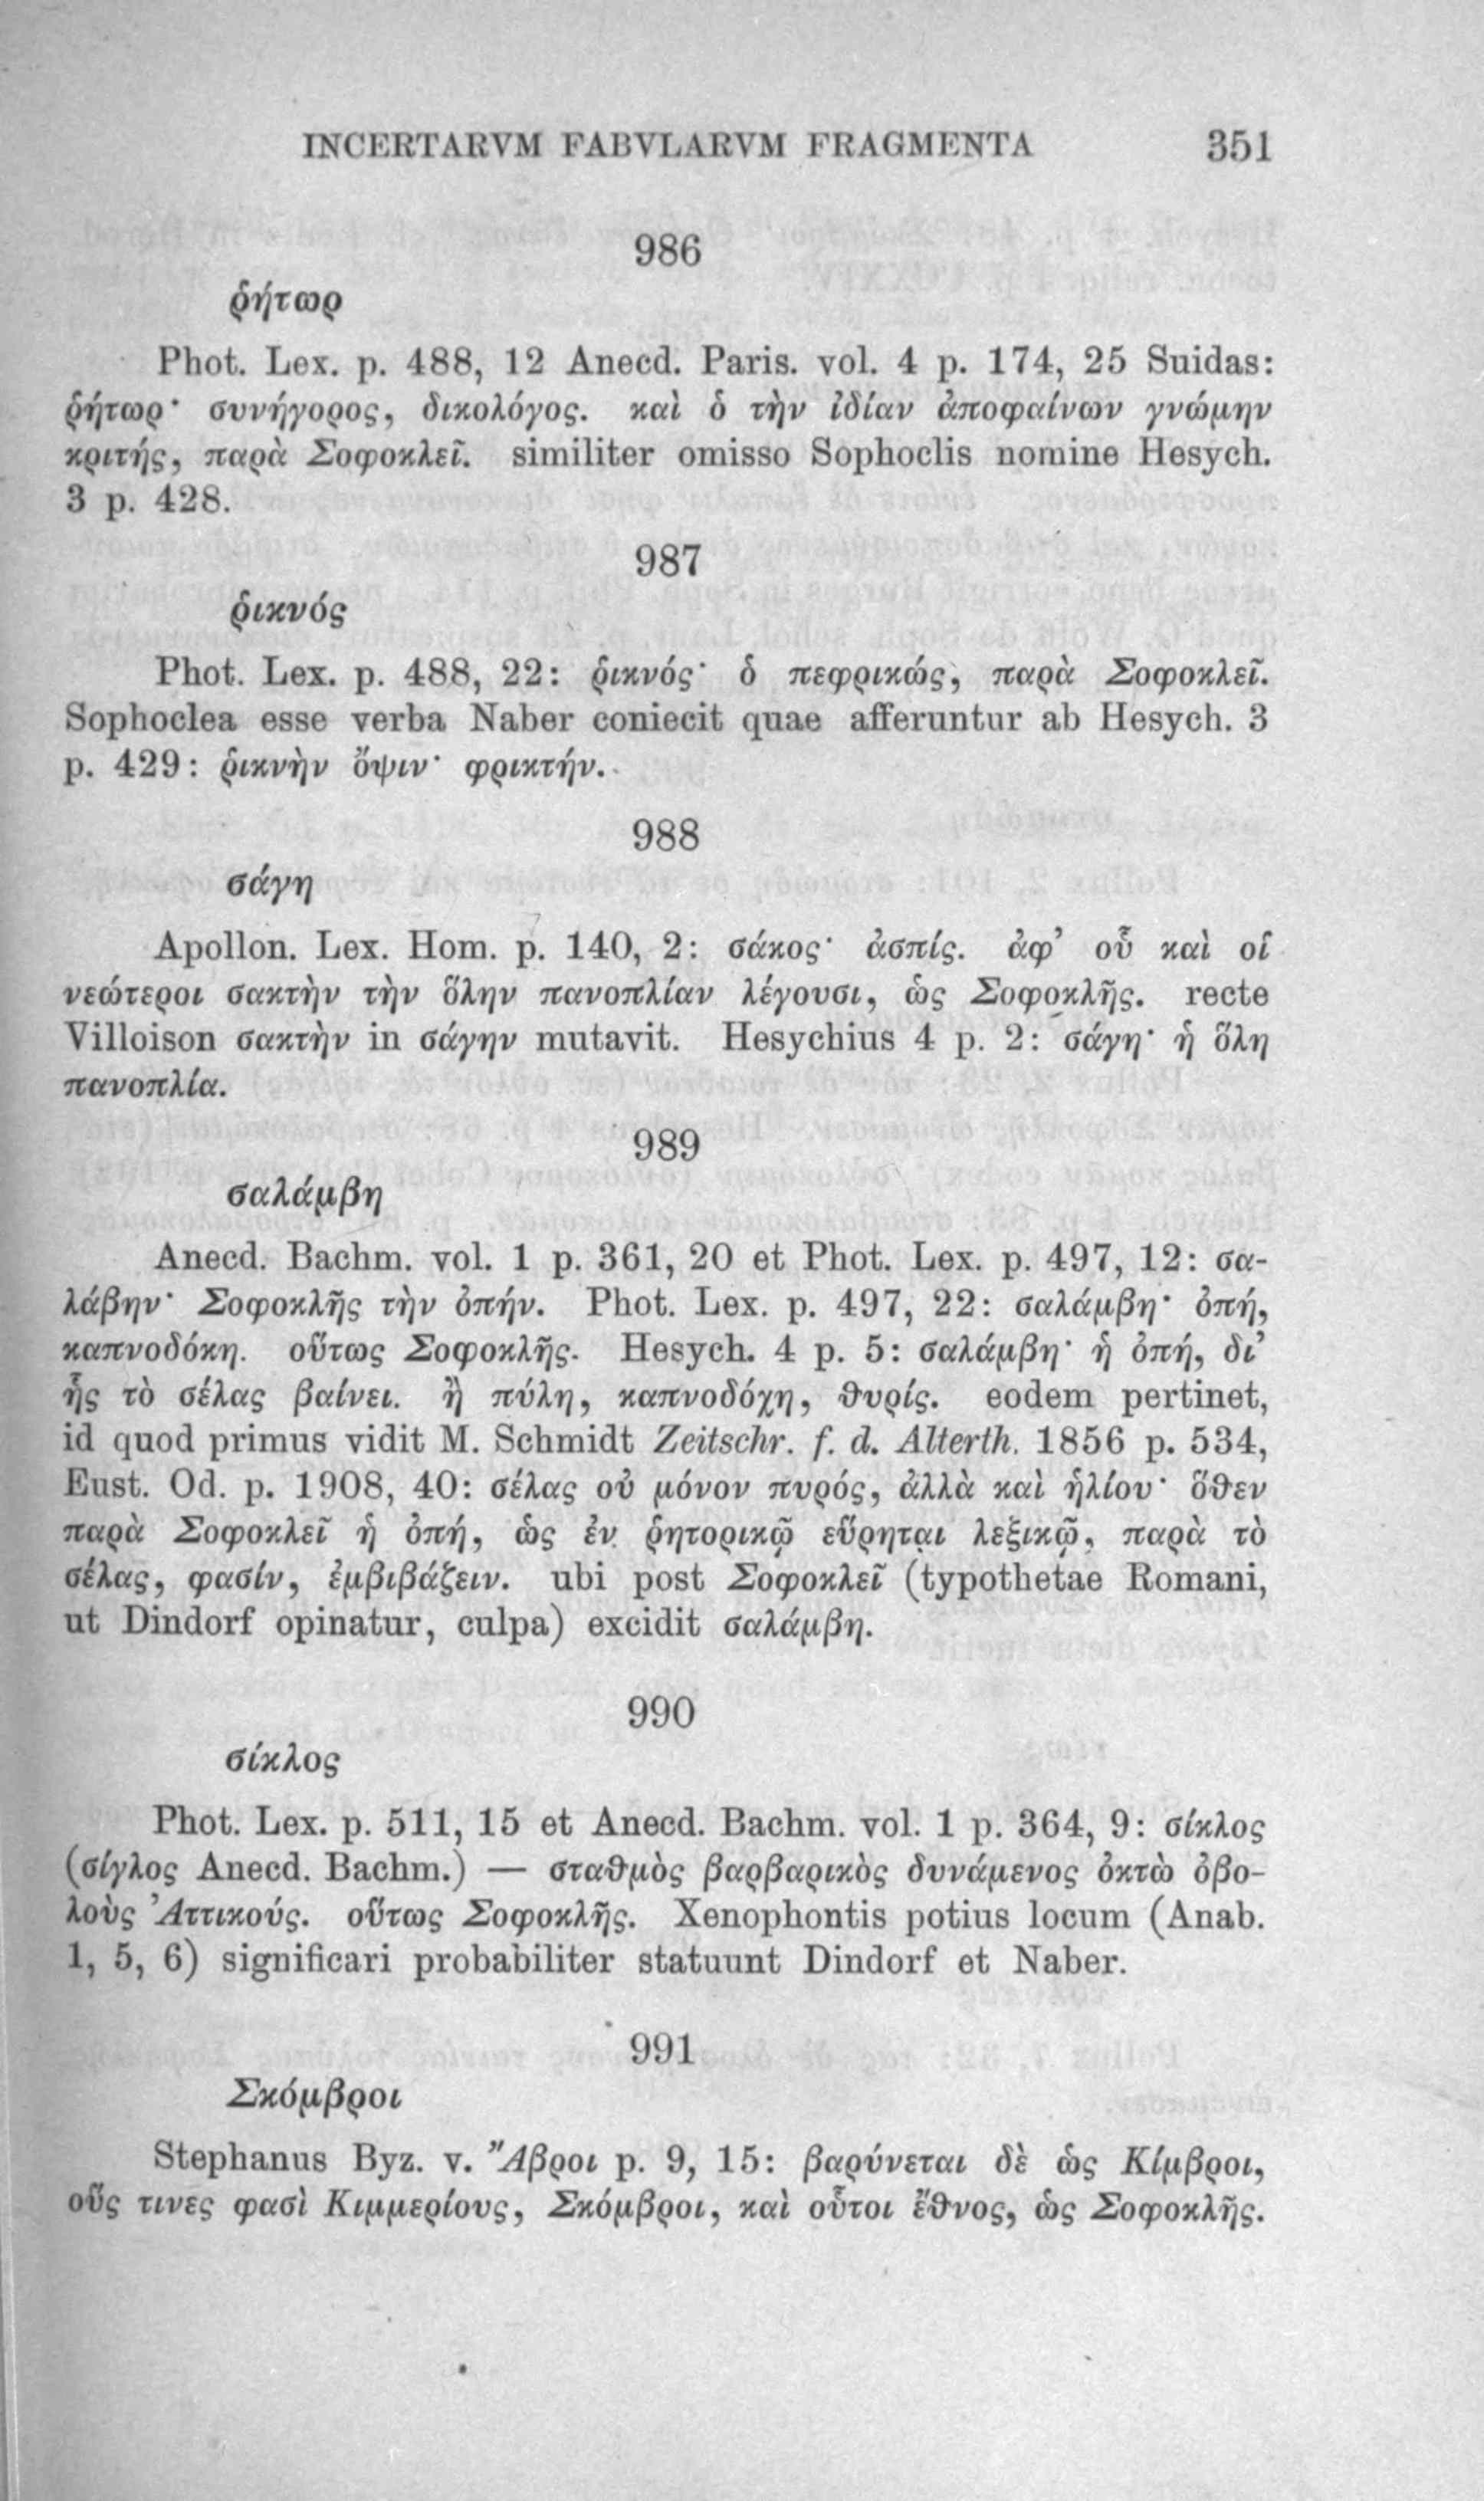 INCERTARVM FABVLARVM FRAGMENTA 351
986
ῥήτωρ
Phot. Lex. p. 488, 12 Anecd. Paris. vol. 4 p. 174, 25 Suidas:
ῥήτωρ· συνήγορος, δικολόγος. καὶ ὁ τὴν ἰδίαν ἀποφαίνων γνώμην
κριτής, παρὰ Σοφοκλεῖ. similiter omisso Sophoclis nomine Hesych.
3 p. 428.
987
ῥικνός
Phot. Lex. p. 488, 22: ῥικνός· ὁ πεφρικώς, παρὰ Σοφοκλεῖ.
Sophoclea esse verba Naber coniecit quae afferuntur ab Hesych. 3
p. 429: ῥικνὴν ὄψιν· φρικτήν.
988
σάγη
Apollon. Lex. Hom. p. 140, 2: σάκος· ἀσπίς. ἀφ’ οὗ καὶ οἱ
νεώτεροι σακτὴν τὴν ὅλην πανοπλίαν λέγουσι, ὡς Σοφοκλῆς. recte
Villoison σακτὴν in σάγην mutavit. Hesychius 4 p. 2: σάγη· ἡ ὅλη
πανοπλία.
989
σαλάμβη
Anecd. Bachm. vol. 1 p. 361, 20 et Phot. Lex. p. 497, 12: σα-
λάβην· Σοφοκλῆς τὴν ὀπήν. Phot. Lex. p. 497, 22: σαλάμβη· ὀπή,
καπνοδόκη. οὕτως Σοφοκλῆς. Hesych. 4 p. 5: σαλάμβη· ἡ ὀπή, δι’
ἧς τὸ σέλας βαίνει. ἢ πύλη, καπνοδόχη, θυρίς. eodem pertinet,
id quod primus vidit M. Schmidt Zeitschr. f. d. Alterth. 1856 p. 534,
Eust. Od. p. 1908, 40: σέλας οὐ μόνον πυρός, ἀλλὰ καὶ ἡλίου· ὅθεν
παρὰ Σοφοκλεῖ ἡ ὀπή, ὡς ἐν ῥητορικῷ εὕρηται λεξικῷ, παρὰ τὸ
σέλας, φασίν, ἐμβιβάζειν. ubi post Σοφοκλεῖ (typothetae Romani,
ut Dindorf opinatur, culpa) excidit σαλάμβη.
990
σίκλος
Phot. Lex. p. 511, 15 et Anecd. Bachm. vol. 1 p. 364, 9: σίκλος
(σίγλος Anecd. Bachm.) — σταθμὸς βαρβαρικὸς δυνάμενος ὀκτὼ ὀβο-
λοὺς Ἀττικούς. οὕτως Σοφοκλῆς. Xenophontis potius locum (Anab.
1, 5, 6) significari probabiliter statuunt Dindorf et Naber.
991
Σκόμβροι
Stephanus Byz. v. Ἄβροι p. 9, 15: βαρύνεται δὲ ὡς Κίμβροι,
οὕς τινες φασὶ Κιμμερίους, Σκόμβροι, καὶ οὗτοι ἔθνος, ὡς Σοφοκλῆς.